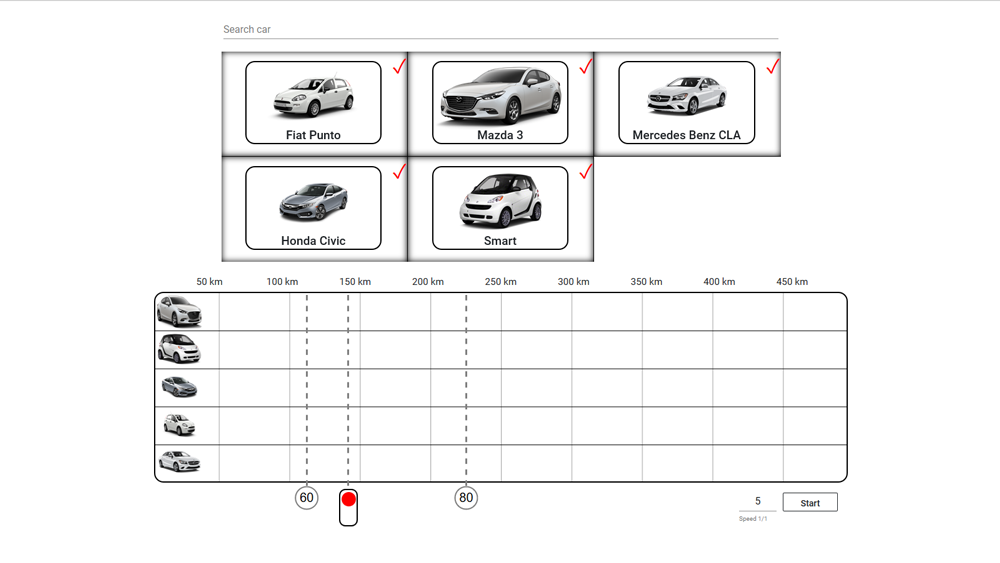 Search car
Fiat Punto
Mazda 3
Mercedes Benz CLA
Honda Civic
Smart
50 km 100 km 150 km 200 km 250 km 300 km 350 km 400 km 450 km
60 80
5 Start
Speed 1/1